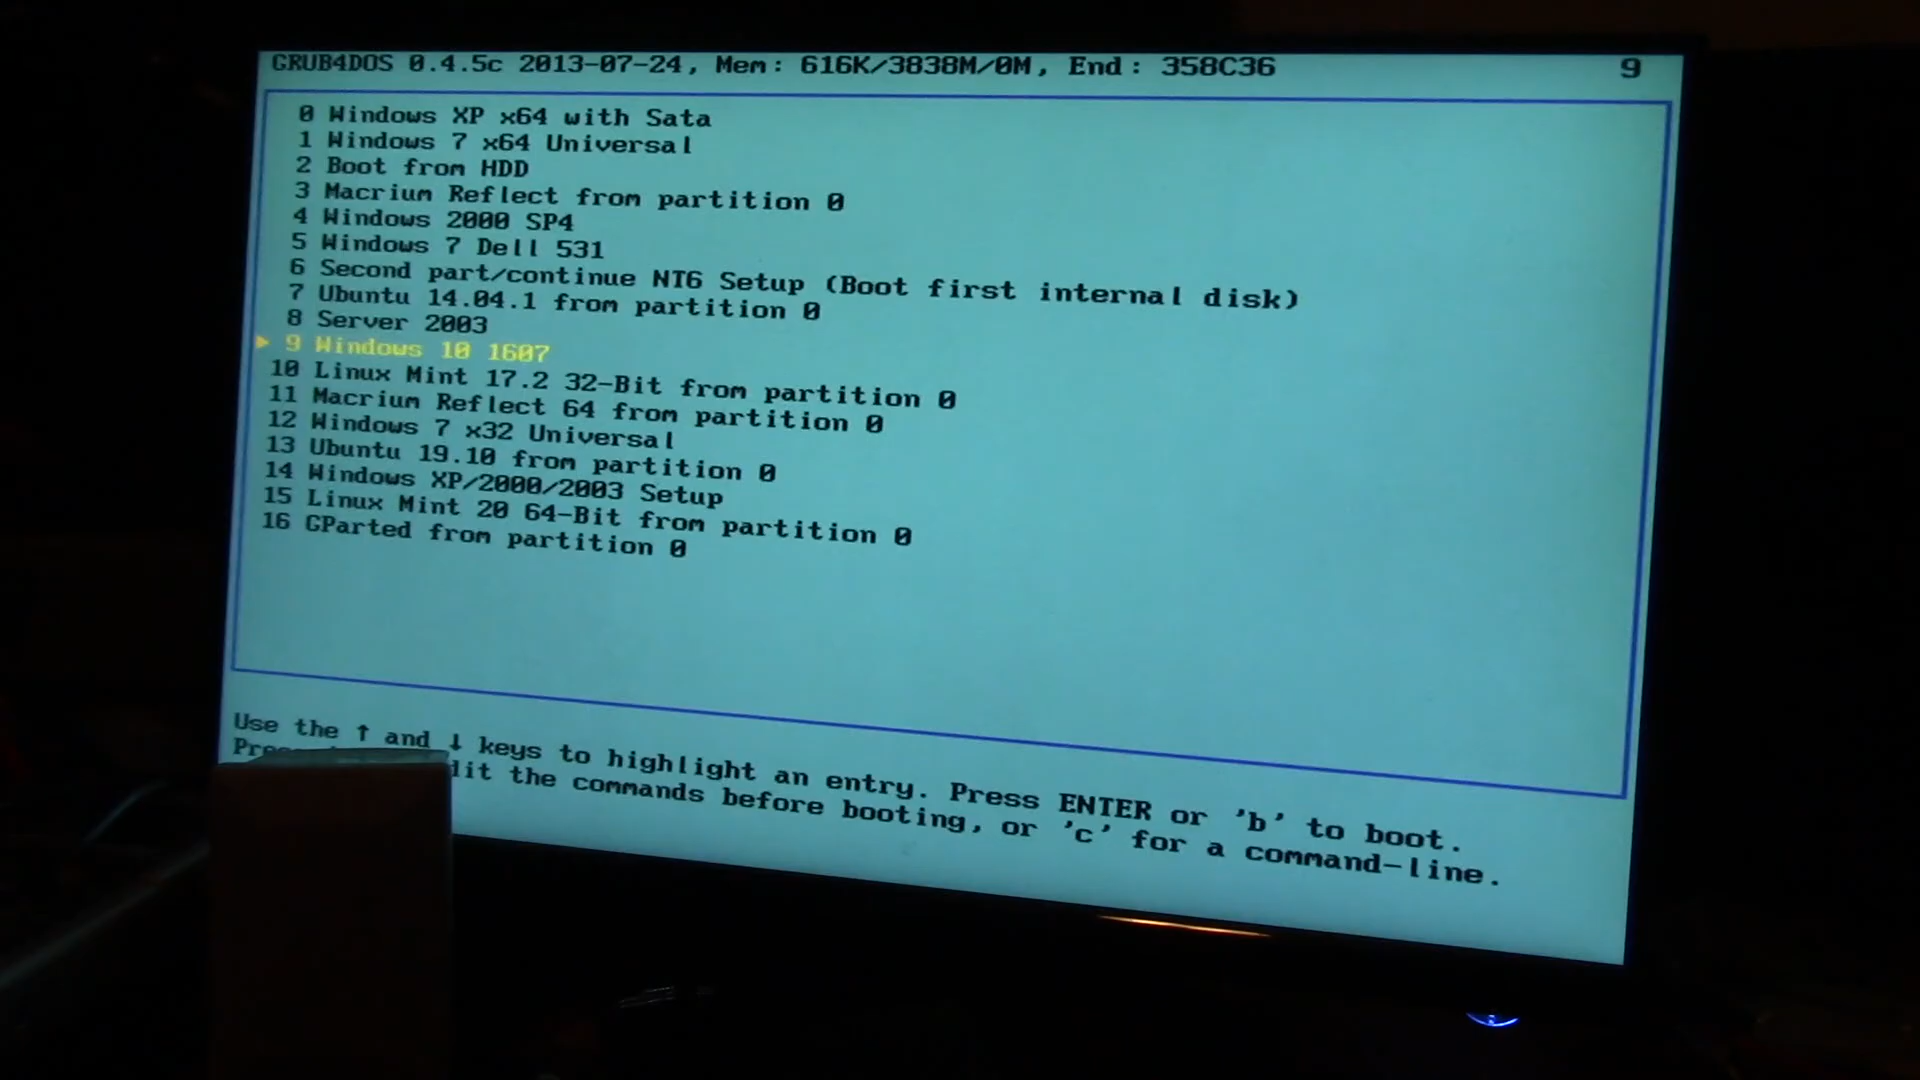 GRUB4DOS 0.4.5c 2013-07-24, Mem: 616K/3838M/0M, End: 358C36 9
0 Windows XP x64 with Sata
1 Windows 7 x64 Universal
2 Boot from HDD
3 Macrium Reflect from partition 0
4 Windows 2000 SP4
5 Windows 7 Dell 531
6 Second part/continue NT6 Setup (Boot first internal disk)
7 Ubuntu 14.04.1 from partition 0
8 Server 2003
9 Windows 10 1607
10 Linux Mint 17.2 32-Bit from partition 0
11 Macrium Reflect 64 from partition 0
12 Windows 7 x32 Universal
13 Ubuntu 19.10 from partition 0
14 Windows XP/2000/2003 Setup
15 Linux Mint 20 64-Bit from partition 0
16 GParted from partition 0
Use the ↑ and ↓ keys to highlight an entry. Press ENTER or 'b' to boot.
the commands before booting, or 'c' for a command-line.